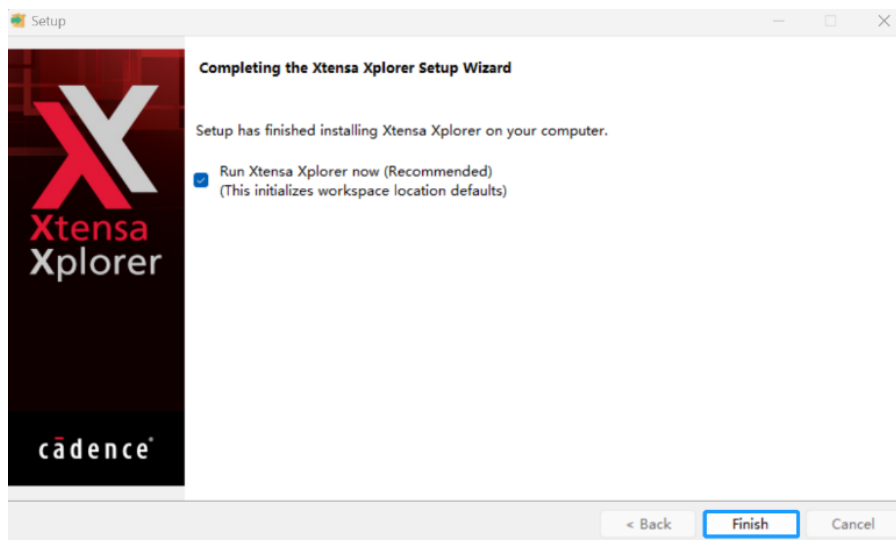 Setup
Completing the Xtensa Xplorer Setup Wizard
Setup has finished installing Xtensa Xplorer on your computer.
Run Xtensa Xplorer now (Recommended)
(This initializes workspace location defaults)
Xtensa
Xplorer
cādence®
< Back
Finish
Cancel